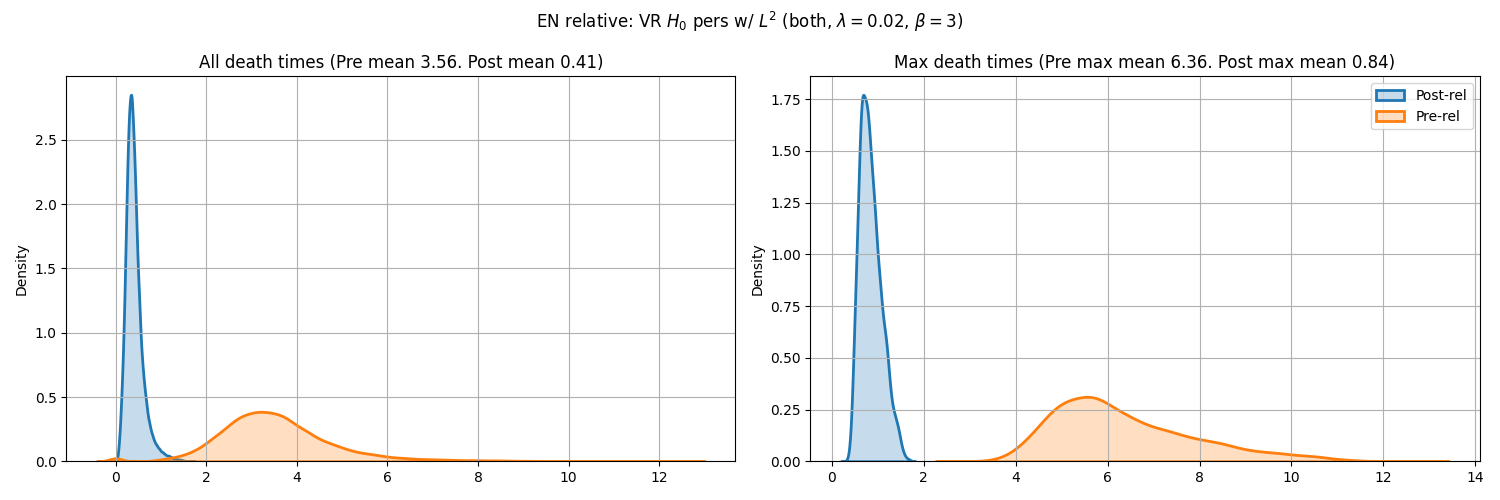 EN relative: VR $H_0$ pers w/ $L^2$ (both, $\lambda = 0.02$, $\beta = 3$)
All death times (Pre mean 3.56. Post mean 0.41)
Density
2.5
2.0
1.5
1.0
0.5
0.0
0 2 4 6 8 10 12
Max death times (Pre max mean 6.36. Post max mean 0.84)
Post-rel
Pre-rel
Density
1.75
1.50
1.25
1.00
0.75
0.50
0.25
0.00
0 2 4 6 8 10 12 14